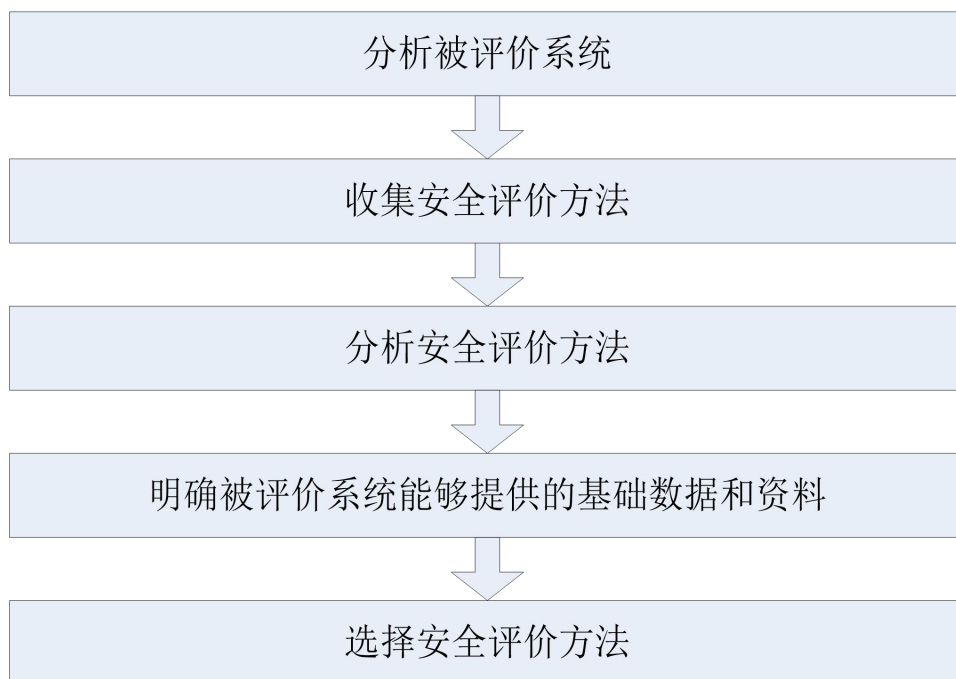 分析被评价系统
收集安全评价方法
分析安全评价方法
明确被评价系统能够提供的基础数据和资料
选择安全评价方法